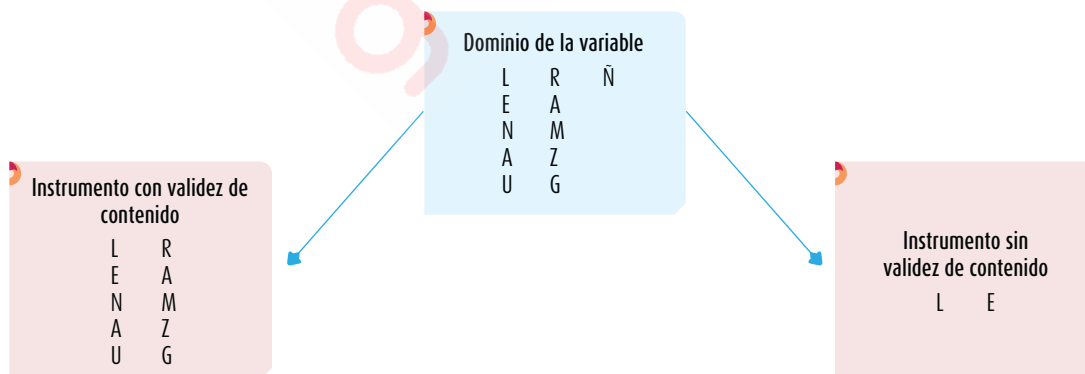 Dominio de la variable
L R Ñ
E A
N M
A Z
U G
Instrumento con validez de
contenido
L R
E A
N M
A Z
U G
Instrumento sin
validez de contenido
L E